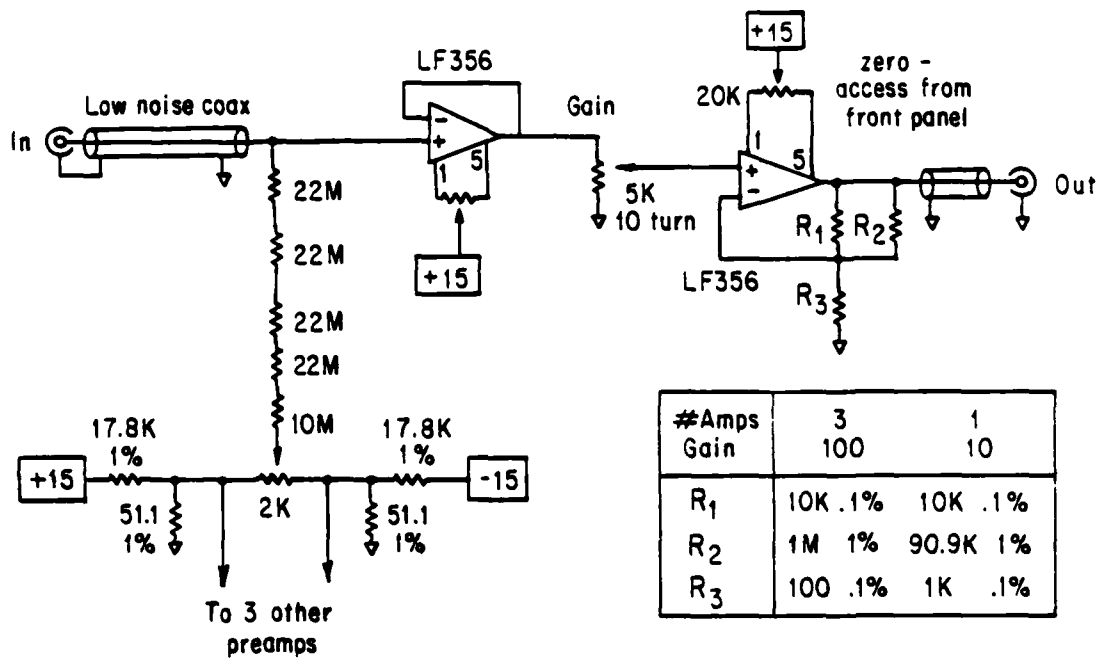 LF356
+15
zero -
access from
front panel
20K
Low noise coax
Gain
In
-
+
1
5
1
5
+
-
5K
10 turn
Out
22M
+15
R1
R2
LF356
R3
22M
22M
22M
10M
17.8K
1%
17.8K
1%
+15
-15
2K
51.1
1%
51.1
1%
To 3 other
preamps
#Amps 3 1
Gain 100 10
R1 10K .1% 10K .1%
R2 1M 1% 90.9K 1%
R3 100 .1% 1K .1%